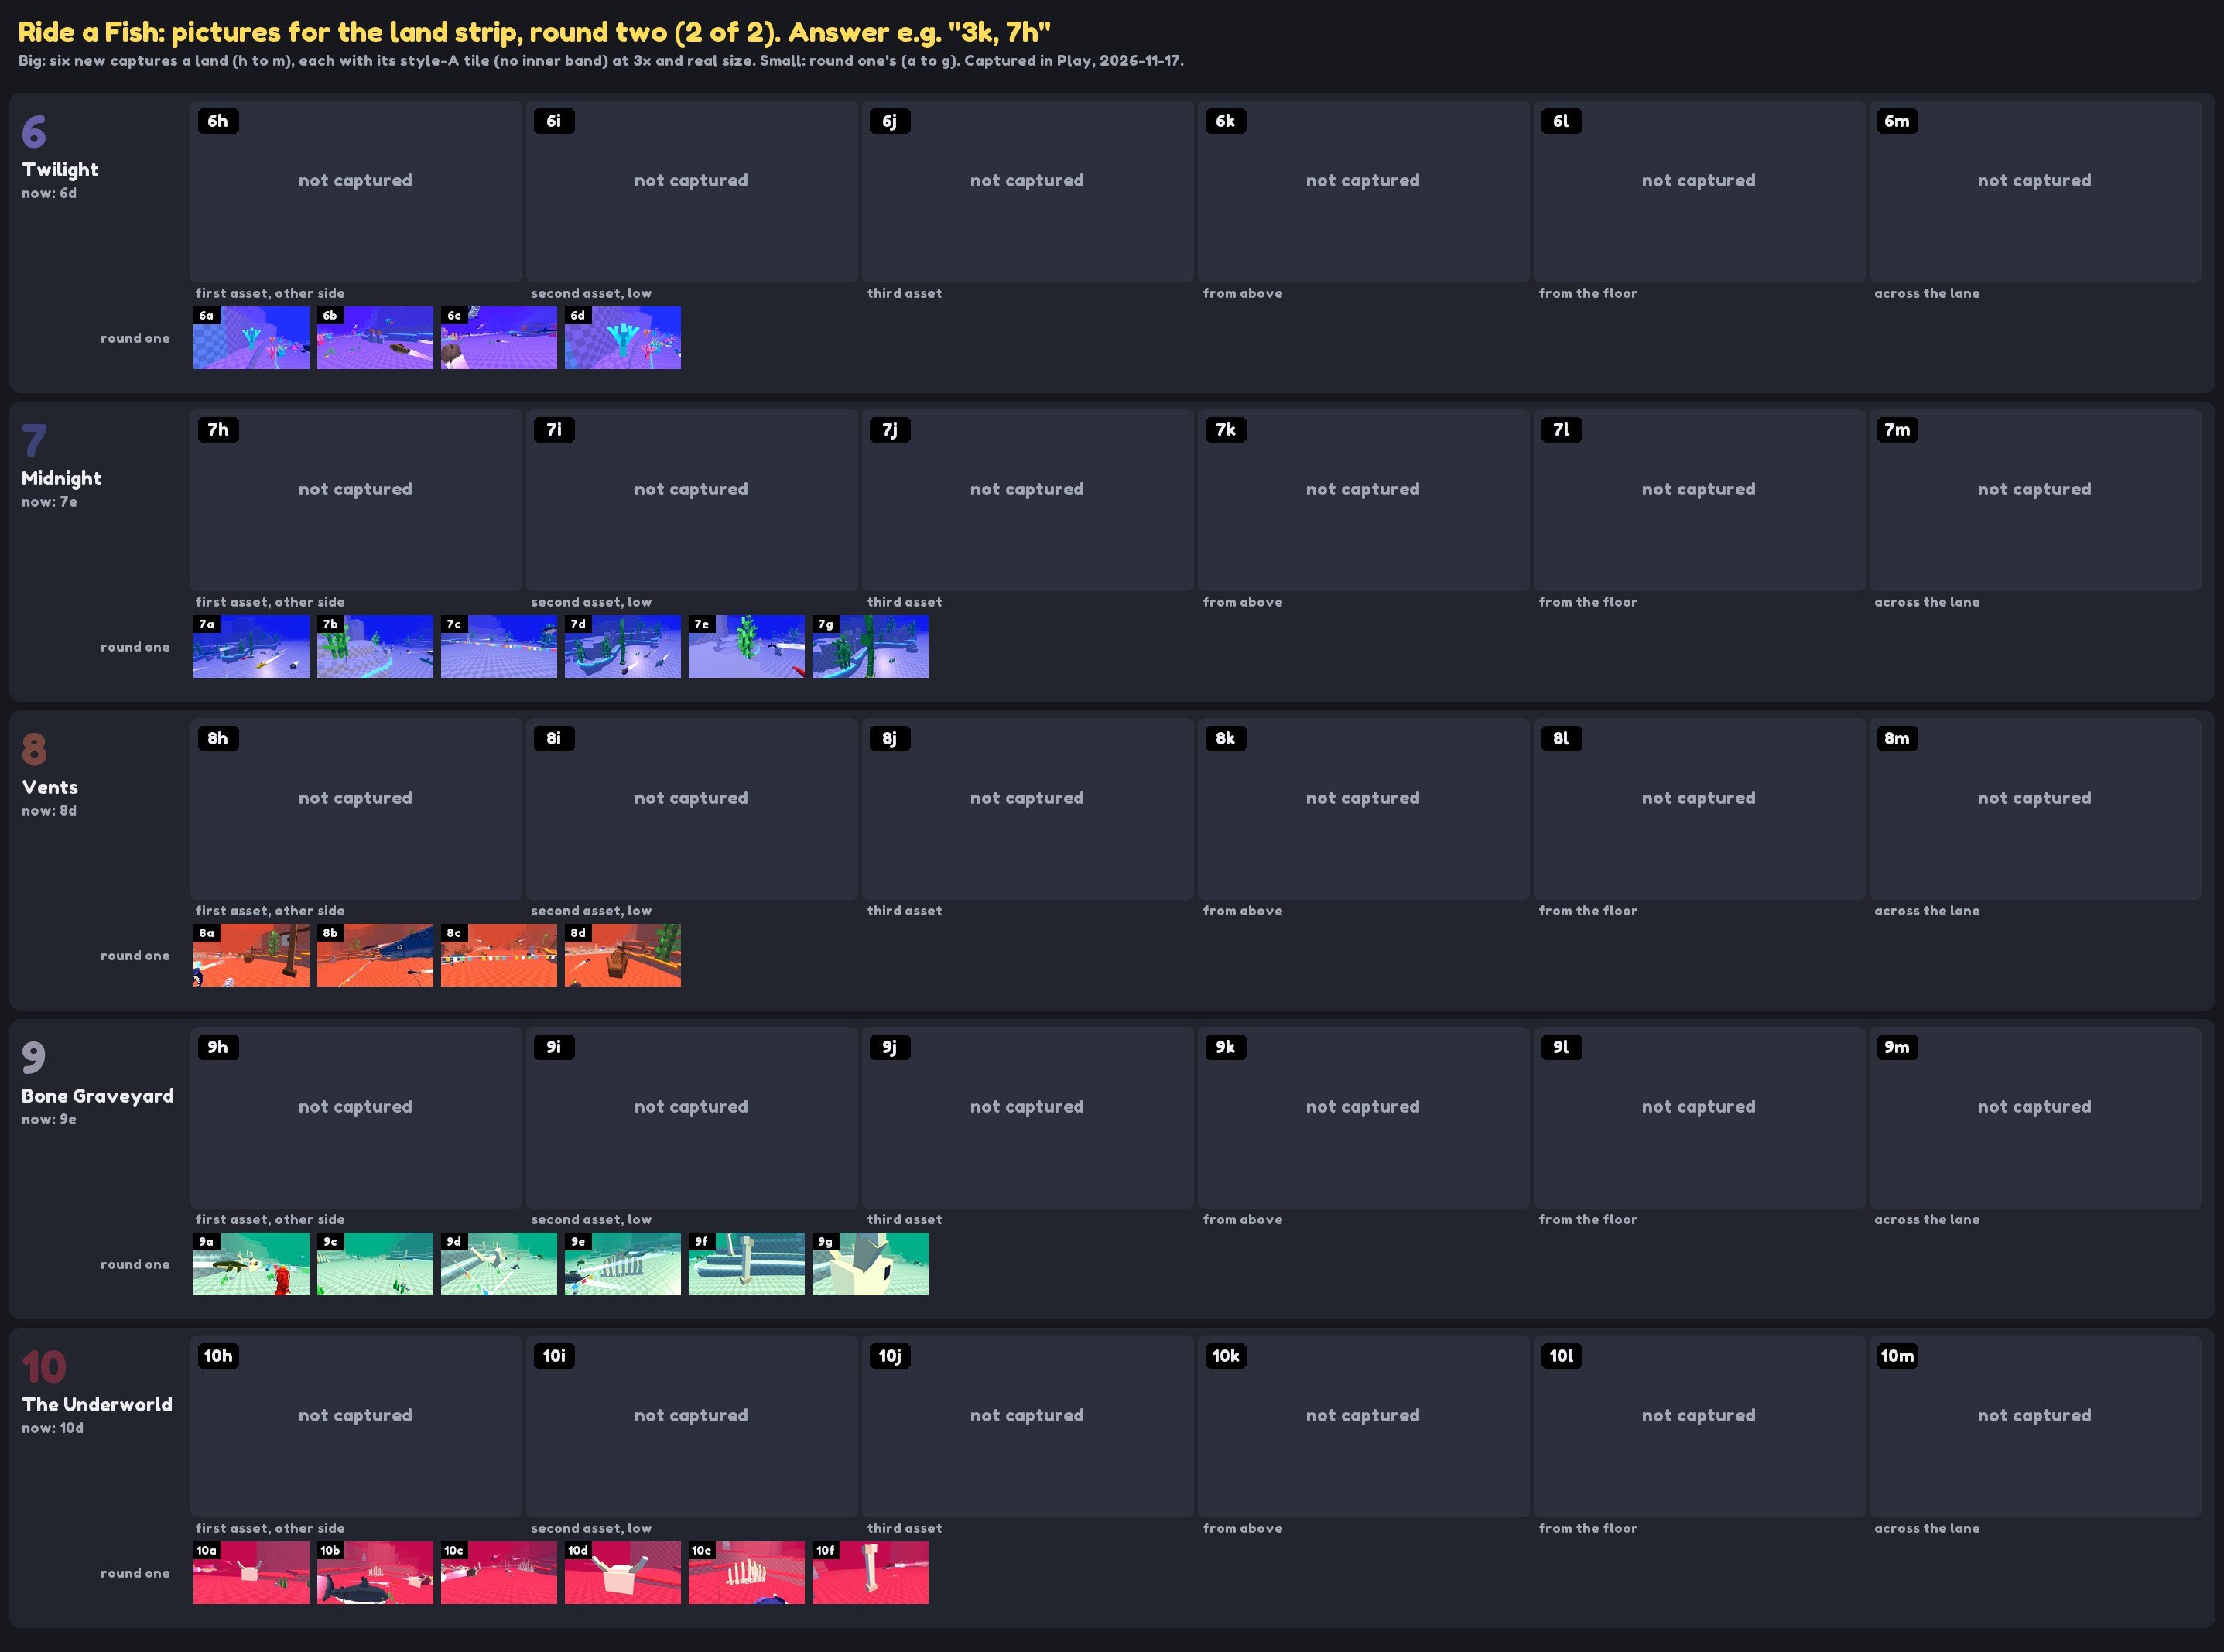 Ride a Fish: pictures for the land strip, round two (2 of 2). Answer e.g. "3k, 7h"
Big: six new captures a land (h to m), each with its style-A tile (no inner band) at 3x and real size. Small: round one's (a to g). Captured in Play, 2026-11-17.
6
Twilight
now: 6d
6h
not captured
first asset, other side
6i
not captured
second asset, low
6j
not captured
third asset
6k
not captured
from above
6l
not captured
from the floor
6m
not captured
across the lane
round one
6a
6b
6c
6d
7
Midnight
now: 7e
7h
not captured
first asset, other side
7i
not captured
second asset, low
7j
not captured
third asset
7k
not captured
from above
7l
not captured
from the floor
7m
not captured
across the lane
round one
7a
7b
7c
7d
7e
7g
8
Vents
now: 8d
8h
not captured
first asset, other side
8i
not captured
second asset, low
8j
not captured
third asset
8k
not captured
from above
8l
not captured
from the floor
8m
not captured
across the lane
round one
8a
8b
8c
8d
9
Bone Graveyard
now: 9e
9h
not captured
first asset, other side
9i
not captured
second asset, low
9j
not captured
third asset
9k
not captured
from above
9l
not captured
from the floor
9m
not captured
across the lane
round one
9a
9c
9d
9e
9f
9g
10
The Underworld
now: 10d
10h
not captured
first asset, other side
10i
not captured
second asset, low
10j
not captured
third asset
10k
not captured
from above
10l
not captured
from the floor
10m
not captured
across the lane
round one
10a
10b
10c
10d
10e
10f